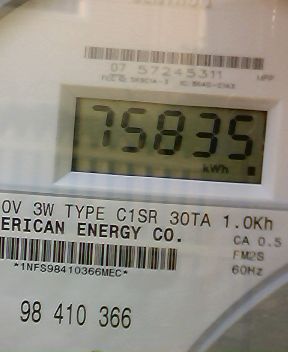 07 57245311
75835
kWh
0V 3W TYPE C1SR 30TA 1.0Kh
ERICAN ENERGY CO.
CA 0.5
*1NFS98410366MEC*
FM2S
60Hz
98 410 366